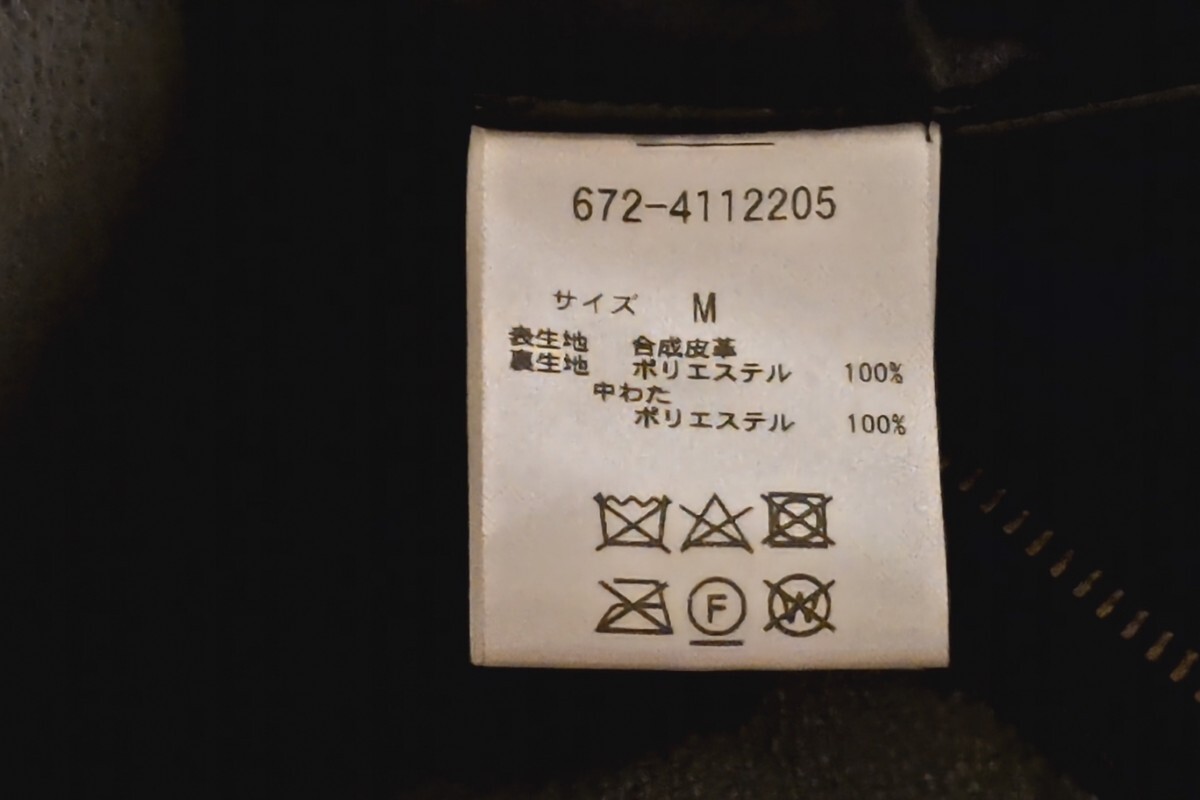 672-4112205
サイズ M
表生地 合成皮革
裏生地 ポリエステル 100%
中わた
ポリエステル 100%
F W